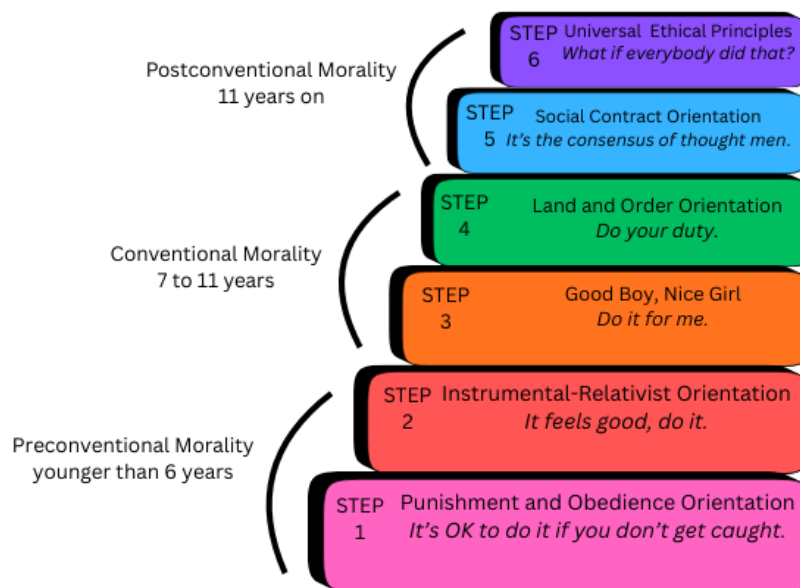 STEP Universal Ethical Principles
6 What if everybody did that?
Postconventional Morality
11 years on
STEP Social Contract Orientation
5 It's the consensus of thought men.
STEP Land and Order Orientation
4 Do your duty.
Conventional Morality
7 to 11 years
STEP Good Boy, Nice Girl
3 Do it for me.
STEP Instrumental-Relativist Orientation
2 It feels good, do it.
Preconventional Morality
younger than 6 years
STEP Punishment and Obedience Orientation
1 It's OK to do it if you don't get caught.